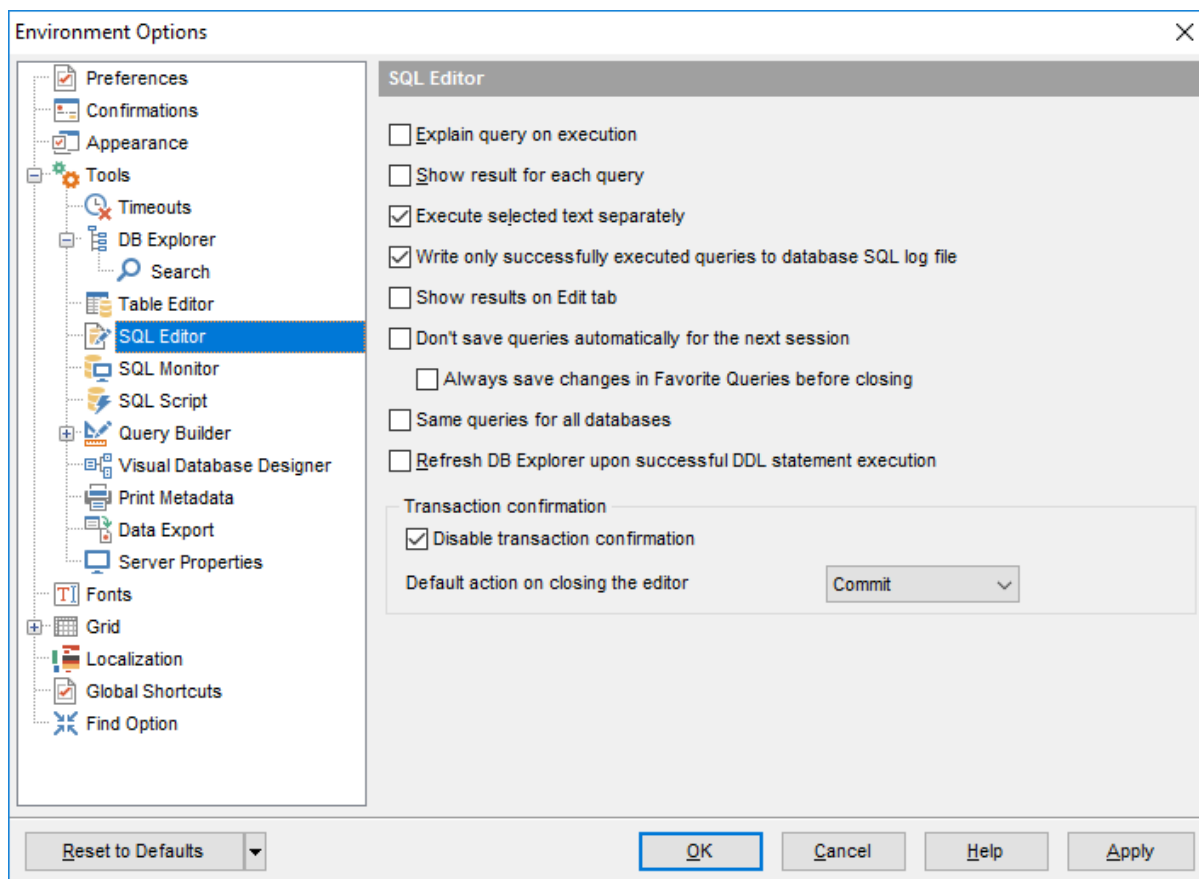 Environment Options
Preferences
Confirmations
Appearance
Tools
Timeouts
DB Explorer
Search
Table Editor
SQL Editor
SQL Monitor
SQL Script
Query Builder
Visual Database Designer
Print Metadata
Data Export
Server Properties
Fonts
Grid
Localization
Global Shortcuts
Find Option
SQL Editor
Explain query on execution
Show result for each query
Execute selected text separately
Write only successfully executed queries to database SQL log file
Show results on Edit tab
Don't save queries automatically for the next session
Always save changes in Favorite Queries before closing
Same queries for all databases
Refresh DB Explorer upon successful DDL statement execution
Transaction confirmation
Disable transaction confirmation
Default action on closing the editor Commit
Reset to Defaults OK Cancel Help Apply